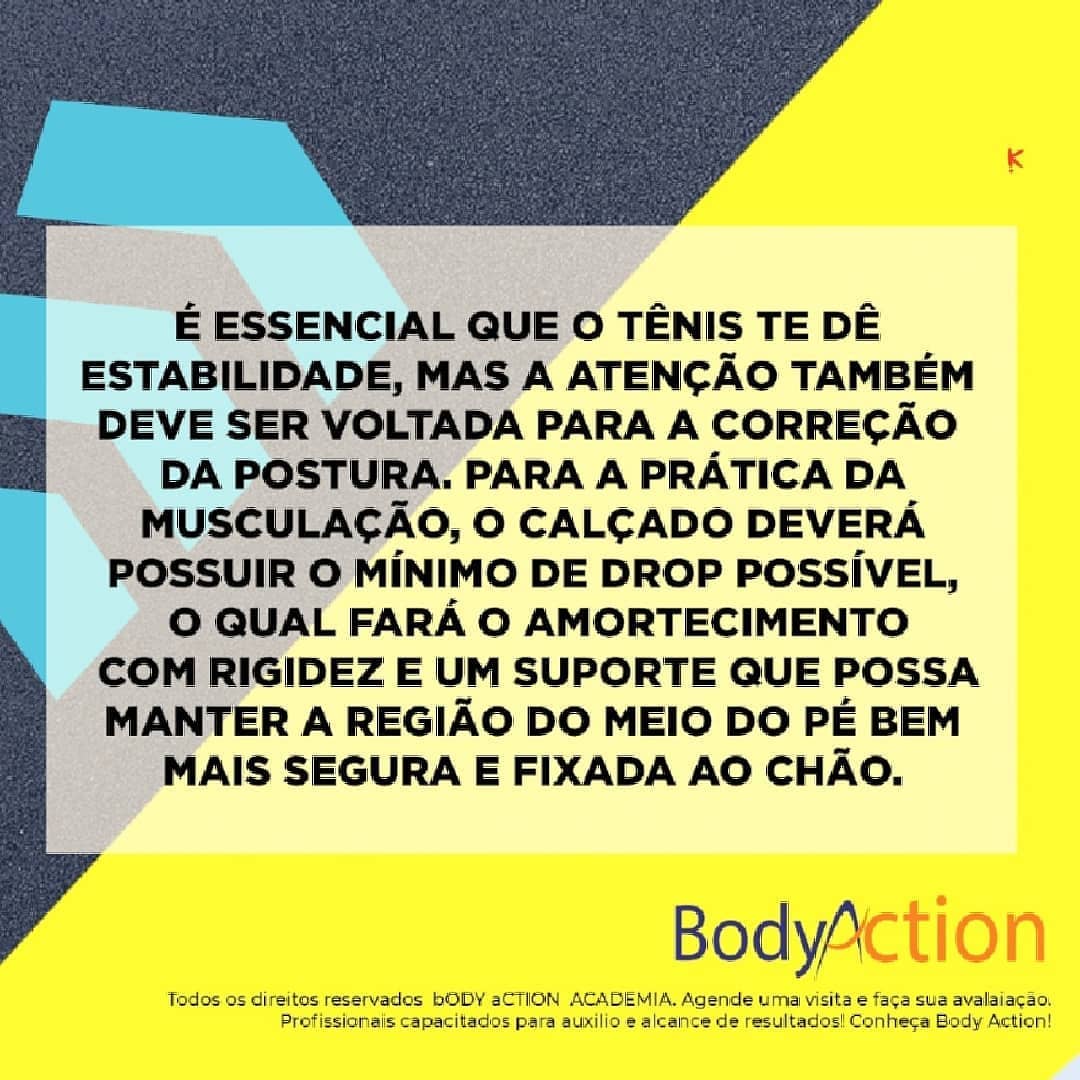 K
É ESSENCIAL QUE O TÊNIS TE DÊ
ESTABILIDADE, MAS A ATENÇÃO TAMBÉM
DEVE SER VOLTADA PARA A CORREÇÃO
DA POSTURA. PARA A PRÁTICA DA
MUSCULAÇÃO, O CALÇADO DEVERÁ
POSSUIR O MÍNIMO DE DROP POSSÍVEL,
O QUAL FARÁ O AMORTECIMENTO
COM RIGIDEZ E UM SUPORTE QUE POSSA
MANTER A REGIÃO DO MEIO DO PÉ BEM
MAIS SEGURA E FIXADA AO CHÃO.
BodyAction
Todos os direitos reservados bODY aCTION ACADEMIA. Agende uma visita e faça sua avalaiação.
Profissionais capacitados para auxilio e alcance de resultados! Conheça Body Action!